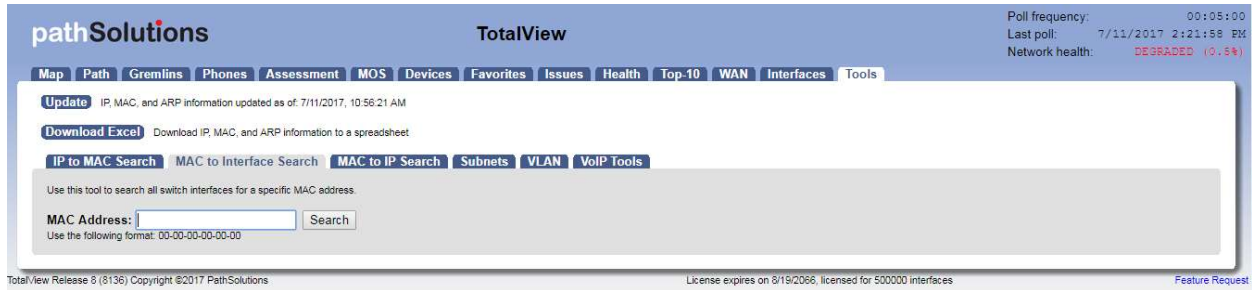 pathSolutions
TotalView
Poll frequency: 00:05:00
Last poll: 7/11/2017 2:21:58 PM
Network health: DEGRADED (0.5%)
Map Path Gremlins Phones Assessment MOS Devices Favorites Issues Health Top-10 WAN Interfaces Tools
Update IP, MAC, and ARP information updated as of: 7/11/2017, 10:56:21 AM
Download Excel Download IP, MAC, and ARP information to a spreadsheet
IP to MAC Search MAC to Interface Search MAC to IP Search Subnets VLAN VoIP Tools
Use this tool to search all switch interfaces for a specific MAC address.
MAC Address: Search
Use the following format: 00-00-00-00-00-00
TotalView Release 8 (8136) Copyright ©2017 PathSolutions License expires on 8/19/2066, licensed for 500000 interfaces Feature Request